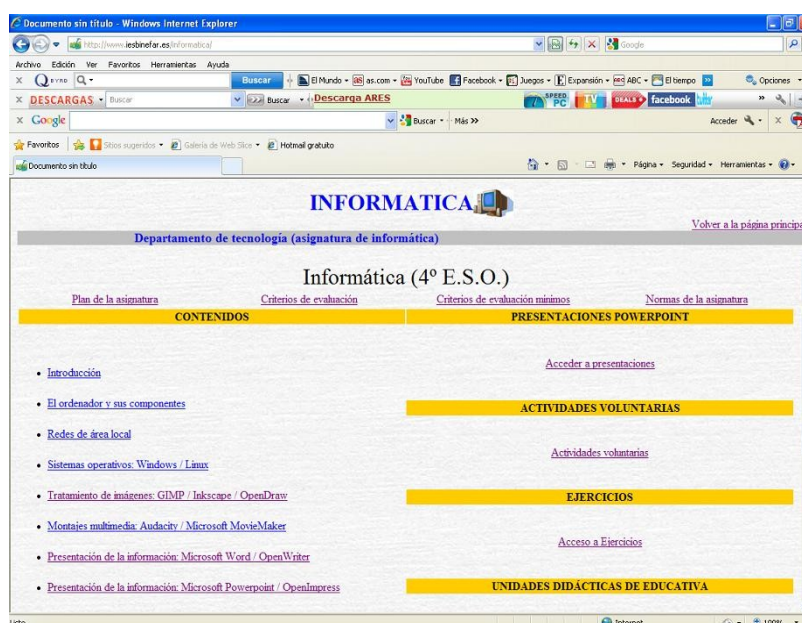 Documento sin título - Windows Internet Explorer
http://www.iesbinefar.es/informatica/
Google
Archivo Edición Ver Favoritos Herramientas Ayuda
X Buscar El Mundo as.com YouTube Facebook Juegos Expansión ABC El tiempo Opciones
X DESCARGAS Buscar Buscar Descarga ARES SPEED PC TV DEALS facebook
X Google Buscar Más >> Acceder X
Favoritos Sitios sugeridos Galería de Web Slice Hotmail gratuito
Documento sin título Página Seguridad Herramientas
INFORMATICA
Volver a la página principa
Departamento de tecnología (asignatura de informática)
Informática (4º E.S.O.)
Plan de la asignatura Criterios de evaluación Criterios de evaluación minimos Normas de la asignatura
CONTENIDOS PRESENTACIONES POWERPOINT
Acceder a presentaciones
• Introducción
• El ordenador y sus componentes
ACTIVIDADES VOLUNTARIAS
• Redes de área local
Actividades voluntarias
• Sistemas operativos: Windows / Linux
• Tratamiento de imágenes: GIMP / Inkscape / OpenDraw
EJERCICIOS
• Montajes multimedia: Audacity / Microsoft MovieMaker
Acceso a Ejercicios
• Presentación de la información: Microsoft Word / OpenWriter
• Presentación de la información: Microsoft Powerpoint / OpenImpress
UNIDADES DIDÁCTICAS DE EDUCATIVA